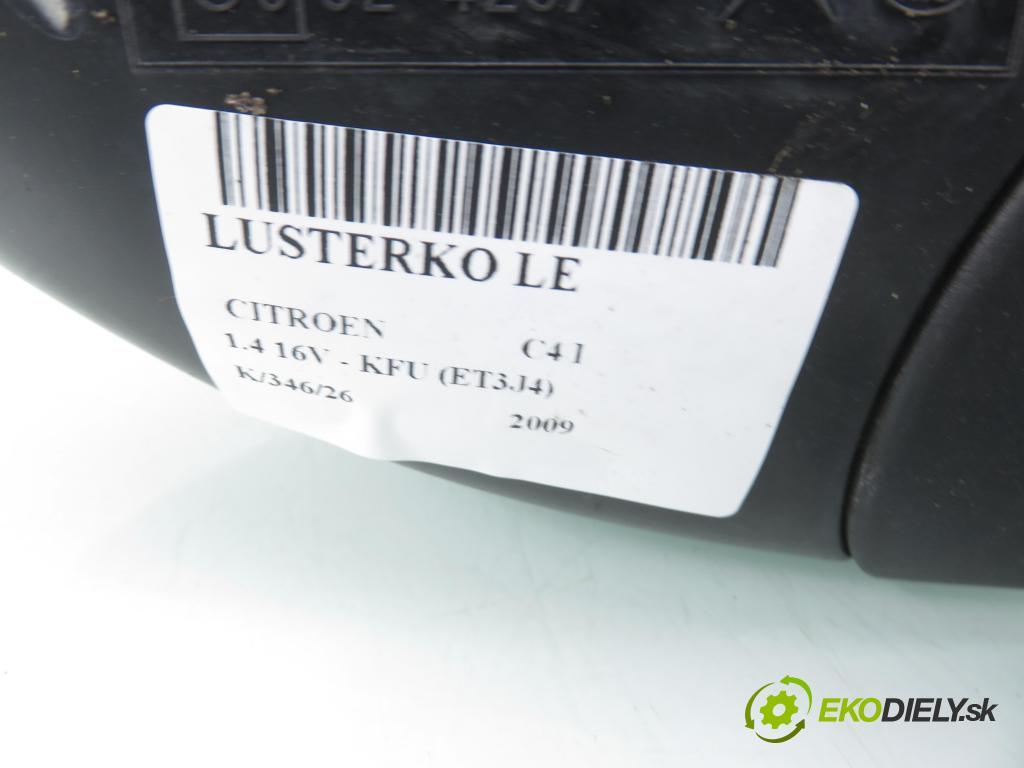 LUSTERKO LE
CITROEN C4 I
1.4 16V - KFU (ET3J4)
K/346/26 2009
EKODIELY.sk